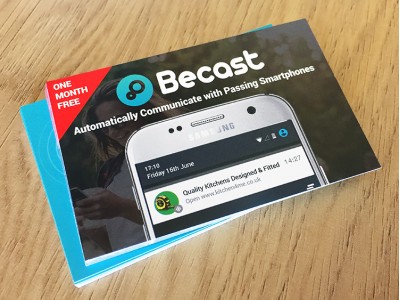 ONE
MONTH
FREE
Becast
Automatically Communicate with Passing Smartphones
SAMSUNG
17:10
Friday 15th June
Quality Kitchens Designed & Fitted
14:27
Open www.kitchens4me.co.uk